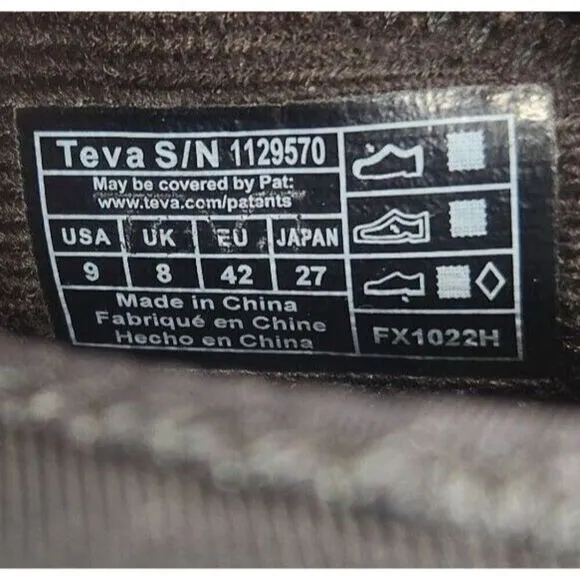 Teva S/N 1129570
May be covered by Pat:
www.teva.com/patents
USA UK EU JAPAN
9 8 42 27
Made in China
Fabriqué en Chine
Hecho en China
FX1022H